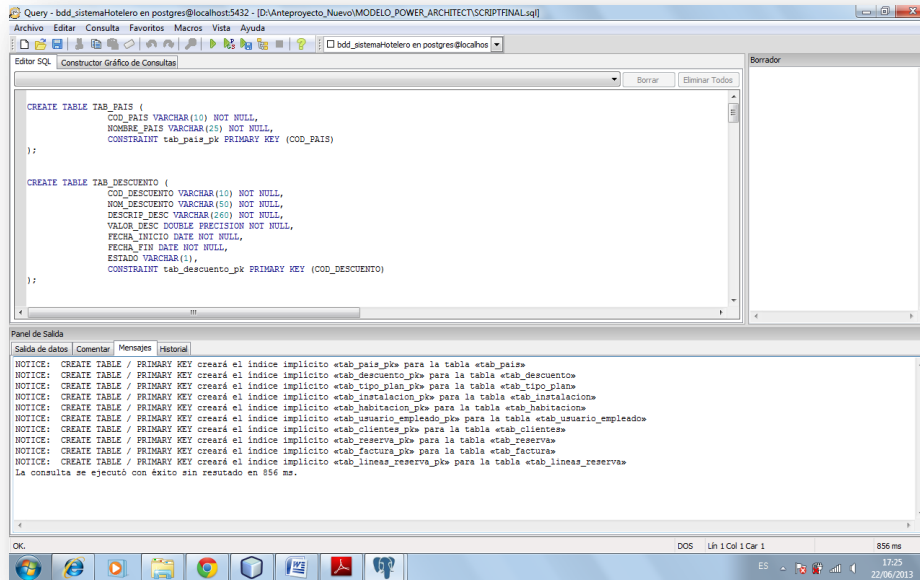 Query - bdd_sistemaHotelero en postgres@localhost:5432 - [D:\Anteproyecto_Nuevo\MODELO_POWER_ARCHITECT\SCRIPTFINAL.sql]
Archivo Editar Consulta Favoritos Macros Vista Ayuda
bdd_sistemaHotelero en postgres@localhos
Editor SQL Constructor Gráfico de Consultas
Borrador
Borrar Eliminar Todos
CREATE TABLE TAB_PAIS (
COD_PAIS VARCHAR(10) NOT NULL,
NOMBRE_PAIS VARCHAR(25) NOT NULL,
CONSTRAINT tab_pais_pk PRIMARY KEY (COD_PAIS)
);
CREATE TABLE TAB_DESCUENTO (
COD_DESCUENTO VARCHAR(10) NOT NULL,
NOM_DESCUENTO VARCHAR(50) NOT NULL,
DESCRIP_DESC VARCHAR(260) NOT NULL,
VALOR_DESC DOUBLE PRECISION NOT NULL,
FECHA_INICIO DATE NOT NULL,
FECHA_FIN DATE NOT NULL,
ESTADO VARCHAR(1),
CONSTRAINT tab_descuento_pk PRIMARY KEY (COD_DESCUENTO)
);
Panel de Salida
Salida de datos Comentar Mensajes Historial
NOTICE: CREATE TABLE / PRIMARY KEY creará el índice implícito «tab_pais_pk» para la tabla «tab_pais»
NOTICE: CREATE TABLE / PRIMARY KEY creará el índice implícito «tab_descuento_pk» para la tabla «tab_descuento»
NOTICE: CREATE TABLE / PRIMARY KEY creará el índice implícito «tab_tipo_plan_pk» para la tabla «tab_tipo_plan»
NOTICE: CREATE TABLE / PRIMARY KEY creará el índice implícito «tab_instalacion_pk» para la tabla «tab_instalacion»
NOTICE: CREATE TABLE / PRIMARY KEY creará el índice implícito «tab_habitacion_pk» para la tabla «tab_habitacion»
NOTICE: CREATE TABLE / PRIMARY KEY creará el índice implícito «tab_usuario_empleado_pk» para la tabla «tab_usuario_empleado»
NOTICE: CREATE TABLE / PRIMARY KEY creará el índice implícito «tab_clientes_pk» para la tabla «tab_clientes»
NOTICE: CREATE TABLE / PRIMARY KEY creará el índice implícito «tab_reserva_pk» para la tabla «tab_reserva»
NOTICE: CREATE TABLE / PRIMARY KEY creará el índice implícito «tab_factura_pk» para la tabla «tab_factura»
NOTICE: CREATE TABLE / PRIMARY KEY creará el índice implícito «tab_lineas_reserva_pk» para la tabla «tab_lineas_reserva»
La consulta se ejecutó con éxito sin resutado en 856 ms.
OK. DOS Lín 1 Col 1 Car 1 856 ms
ES 17:25
22/06/2013